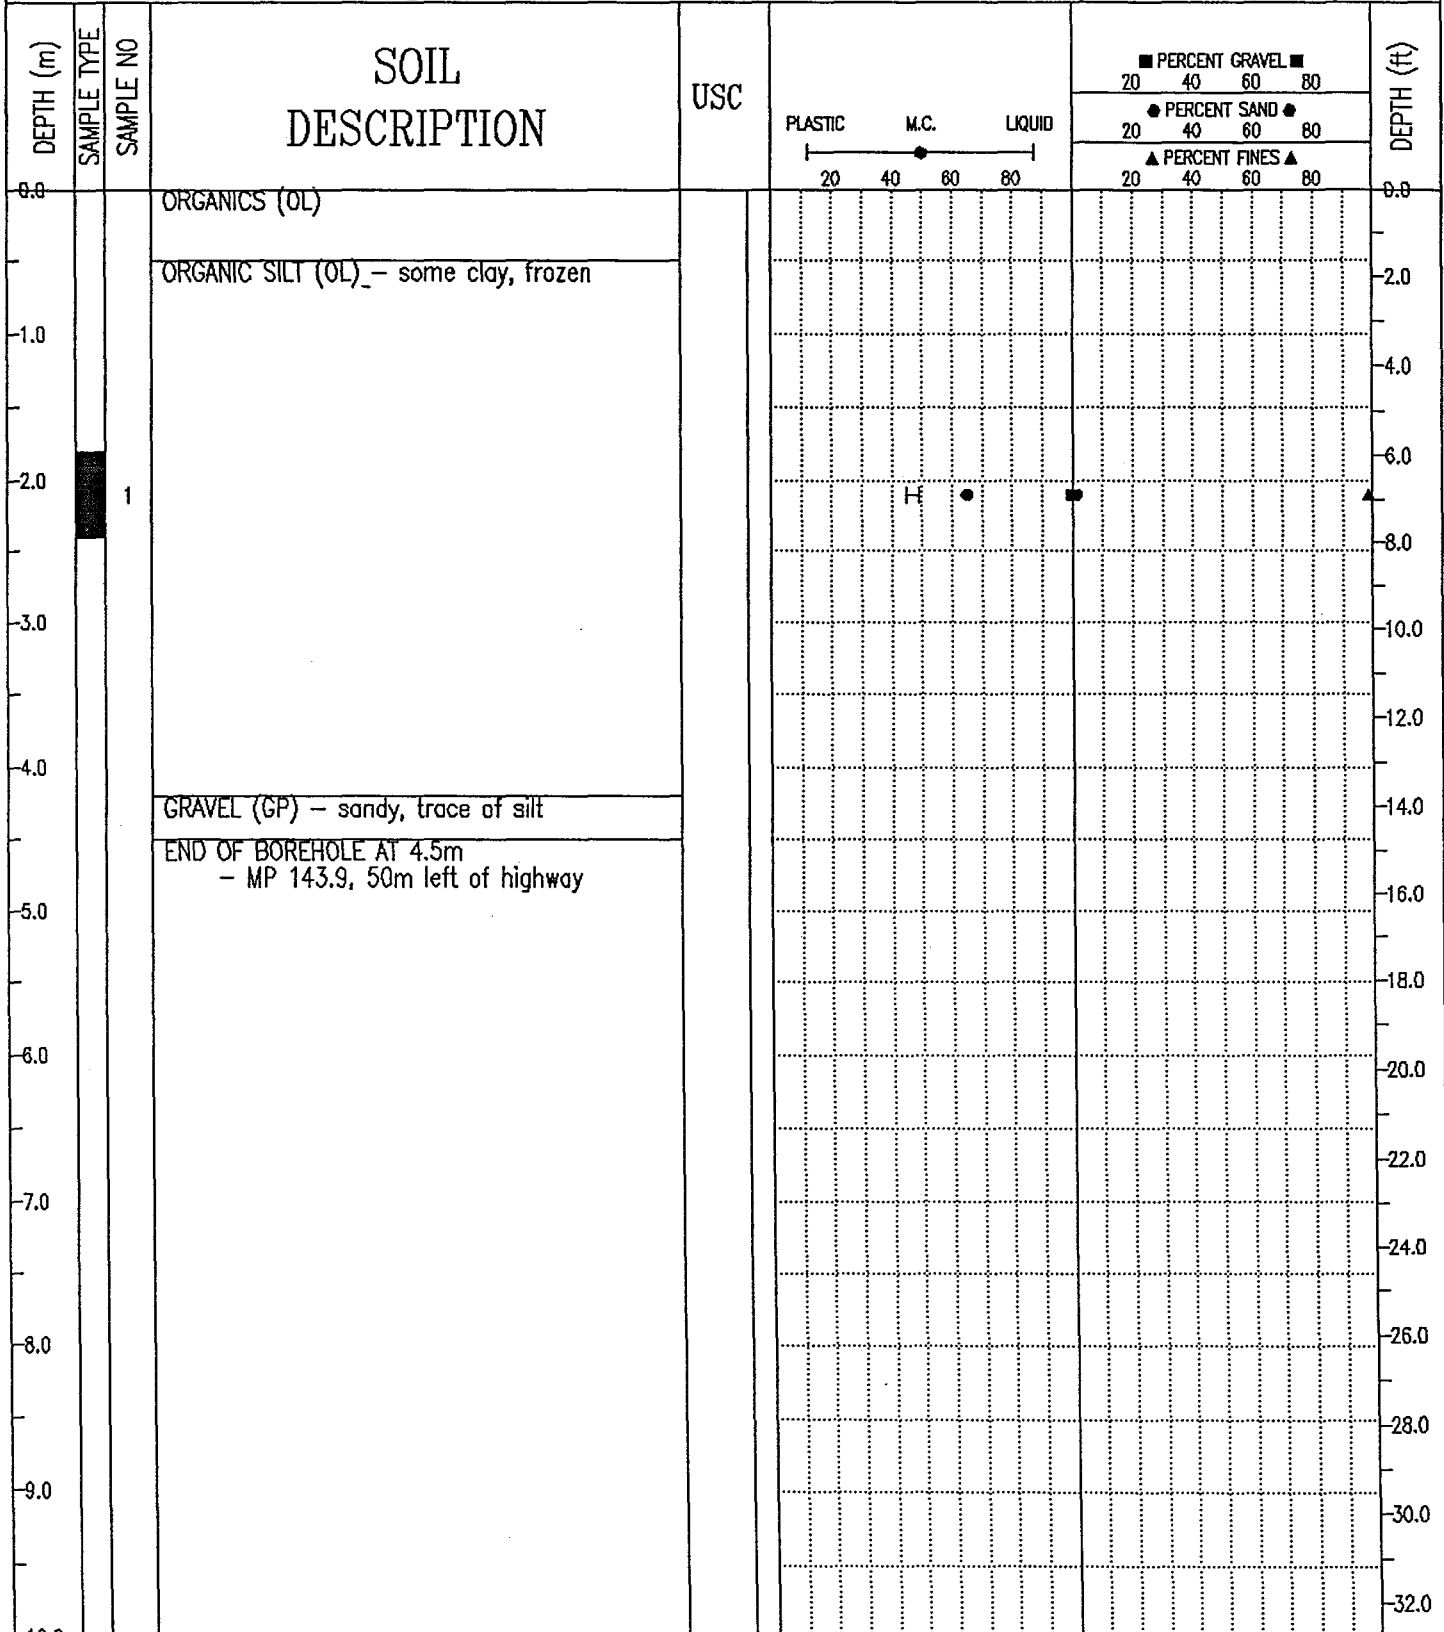 DEPTH (m)
SAMPLE TYPE
SAMPLE NO
SOIL
DESCRIPTION
USC
PLASTIC M.C. LIQUID
20 40 60 80
■ PERCENT GRAVEL ■
20 40 60 80
● PERCENT SAND ●
20 40 60 80
▲ PERCENT FINES ▲
20 40 60 80
DEPTH (ft)
0.0
ORGANICS (OL)
0.0
ORGANIC SILT (OL) – some clay, frozen
2.0
1.0
4.0
6.0
2.0
1
8.0
3.0
10.0
12.0
4.0
GRAVEL (GP) – sandy, trace of silt
14.0
END OF BOREHOLE AT 4.5m
– MP 143.9, 50m left of highway
16.0
5.0
18.0
6.0
20.0
22.0
7.0
24.0
8.0
26.0
28.0
9.0
30.0
32.0